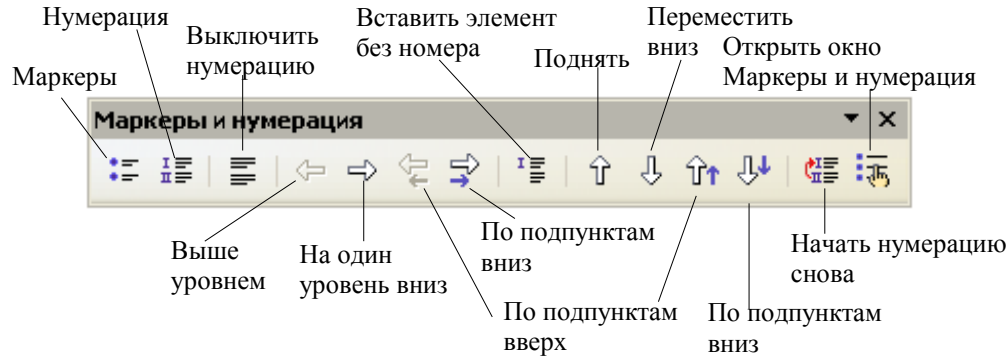 Нумерация
Выключить
нумерацию
Вставить элемент
без номера
Поднять
Переместить
вниз
Открыть окно
Маркеры и нумерация
Маркеры
Маркеры и нумерация
Выше
уровнем
На один
уровень вниз
По подпунктам
вниз
По подпунктам
вверх
По подпунктам
вниз
Начать нумерацию
снова